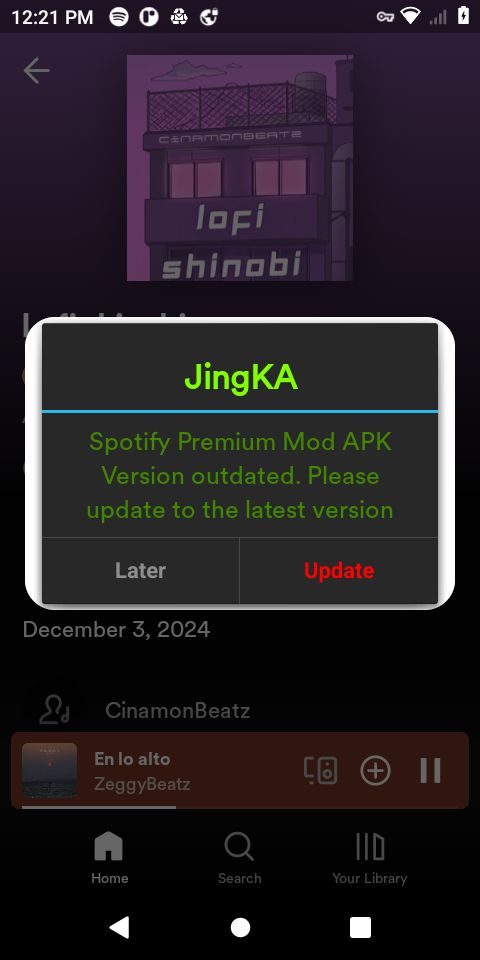 12:21 PM
CINAMONBEATZ
lofi
shinobi
JingKA
Spotify Premium Mod APK
Version outdated. Please
update to the latest version
Later
Update
December 3, 2024
CinamonBeatz
En lo alto
ZeggyBeatz
Home
Search
Your Library